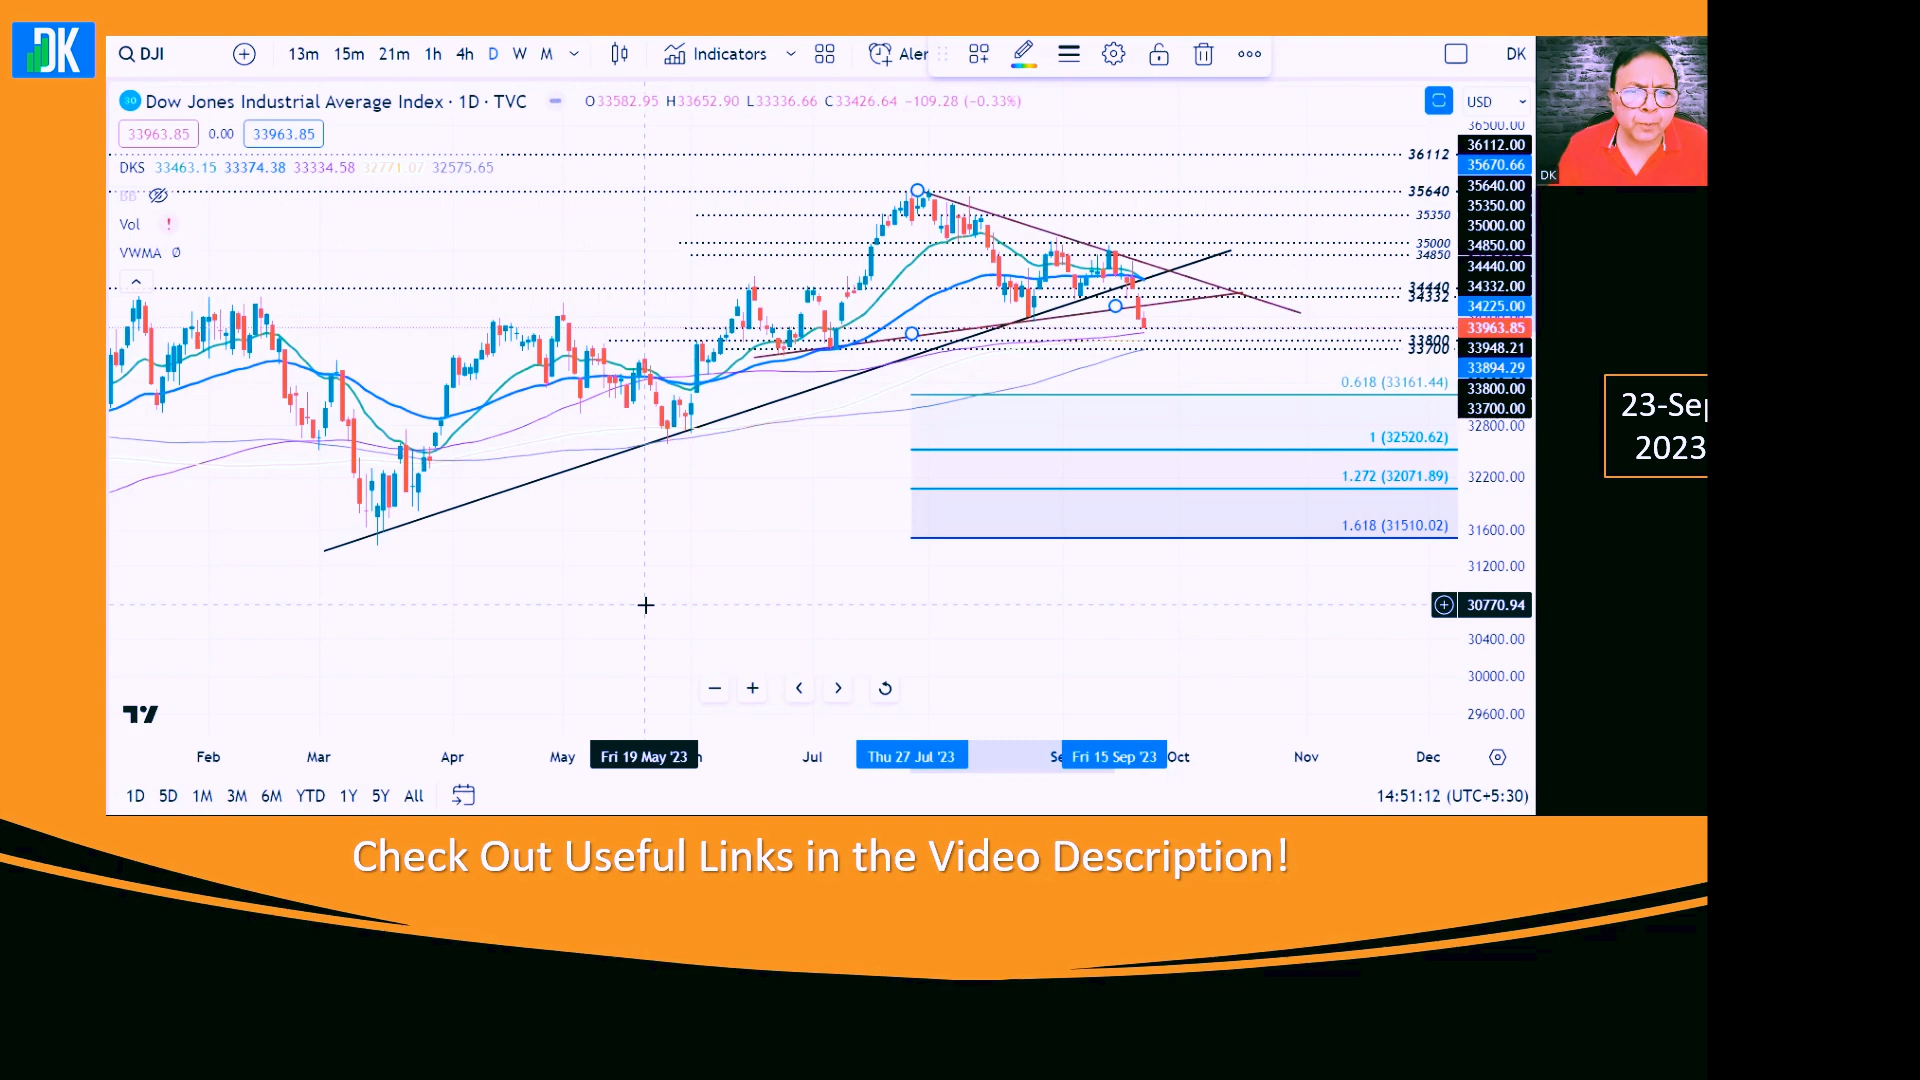 DK
DJI
13m 15m 21m 1h 4h D W M Indicators Aler DK
30 Dow Jones Industrial Average Index · 1D · TVC O33582.95 H33652.90 L33336.66 C33426.64 −109.28 (−0.33%) USD
36500.00
33963.85 0.00 33963.85
DKS 33463.15 33374.38 33334.58 32771.07 32575.65
BB
Vol !
VWMA Ø
36112
35640
35350
35000
34850
34440
34332
33800
33700
36112.00
35670.66
35640.00
35350.00
35000.00
34850.00
34440.00
34332.00
34225.00
33963.85
33948.21
33894.29
33800.00
33700.00
0.618 (33161.44)
32800.00
1 (32520.62)
1.272 (32071.89)
32200.00
1.618 (31510.02)
31600.00
31200.00
30770.94
30400.00
30000.00
29600.00
Feb Mar Apr May Fri 19 May '23 n Jul Thu 27 Jul '23 Se Fri 15 Sep '23 Oct Nov Dec
1D 5D 1M 3M 6M YTD 1Y 5Y All 14:51:12 (UTC+5:30)
DK
23-Sep
2023
Check Out Useful Links in the Video Description!